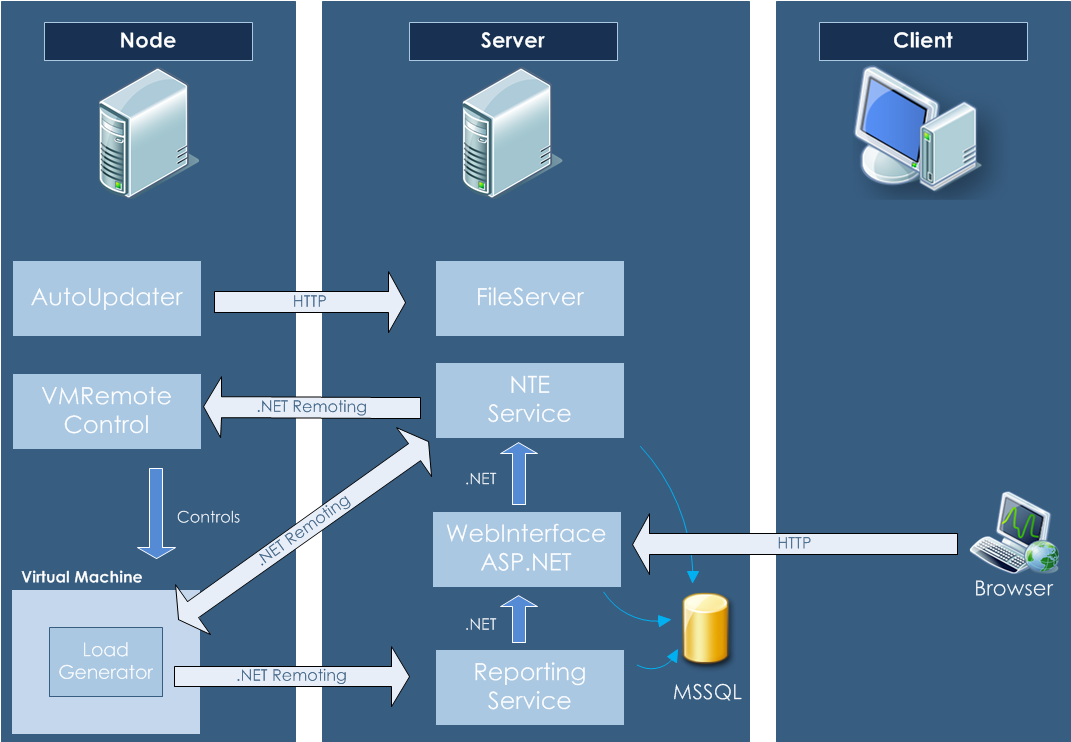 Node
Server
Client
AutoUpdater
HTTP
FileServer
VMRemote
Control
.NET Remoting
NTE
Service
.NET
Controls
.NET Remoting
WebInterface
ASP.NET
HTTP
Browser
Virtual Machine
Load
Generator
.NET Remoting
.NET
Reporting
Service
MSSQL